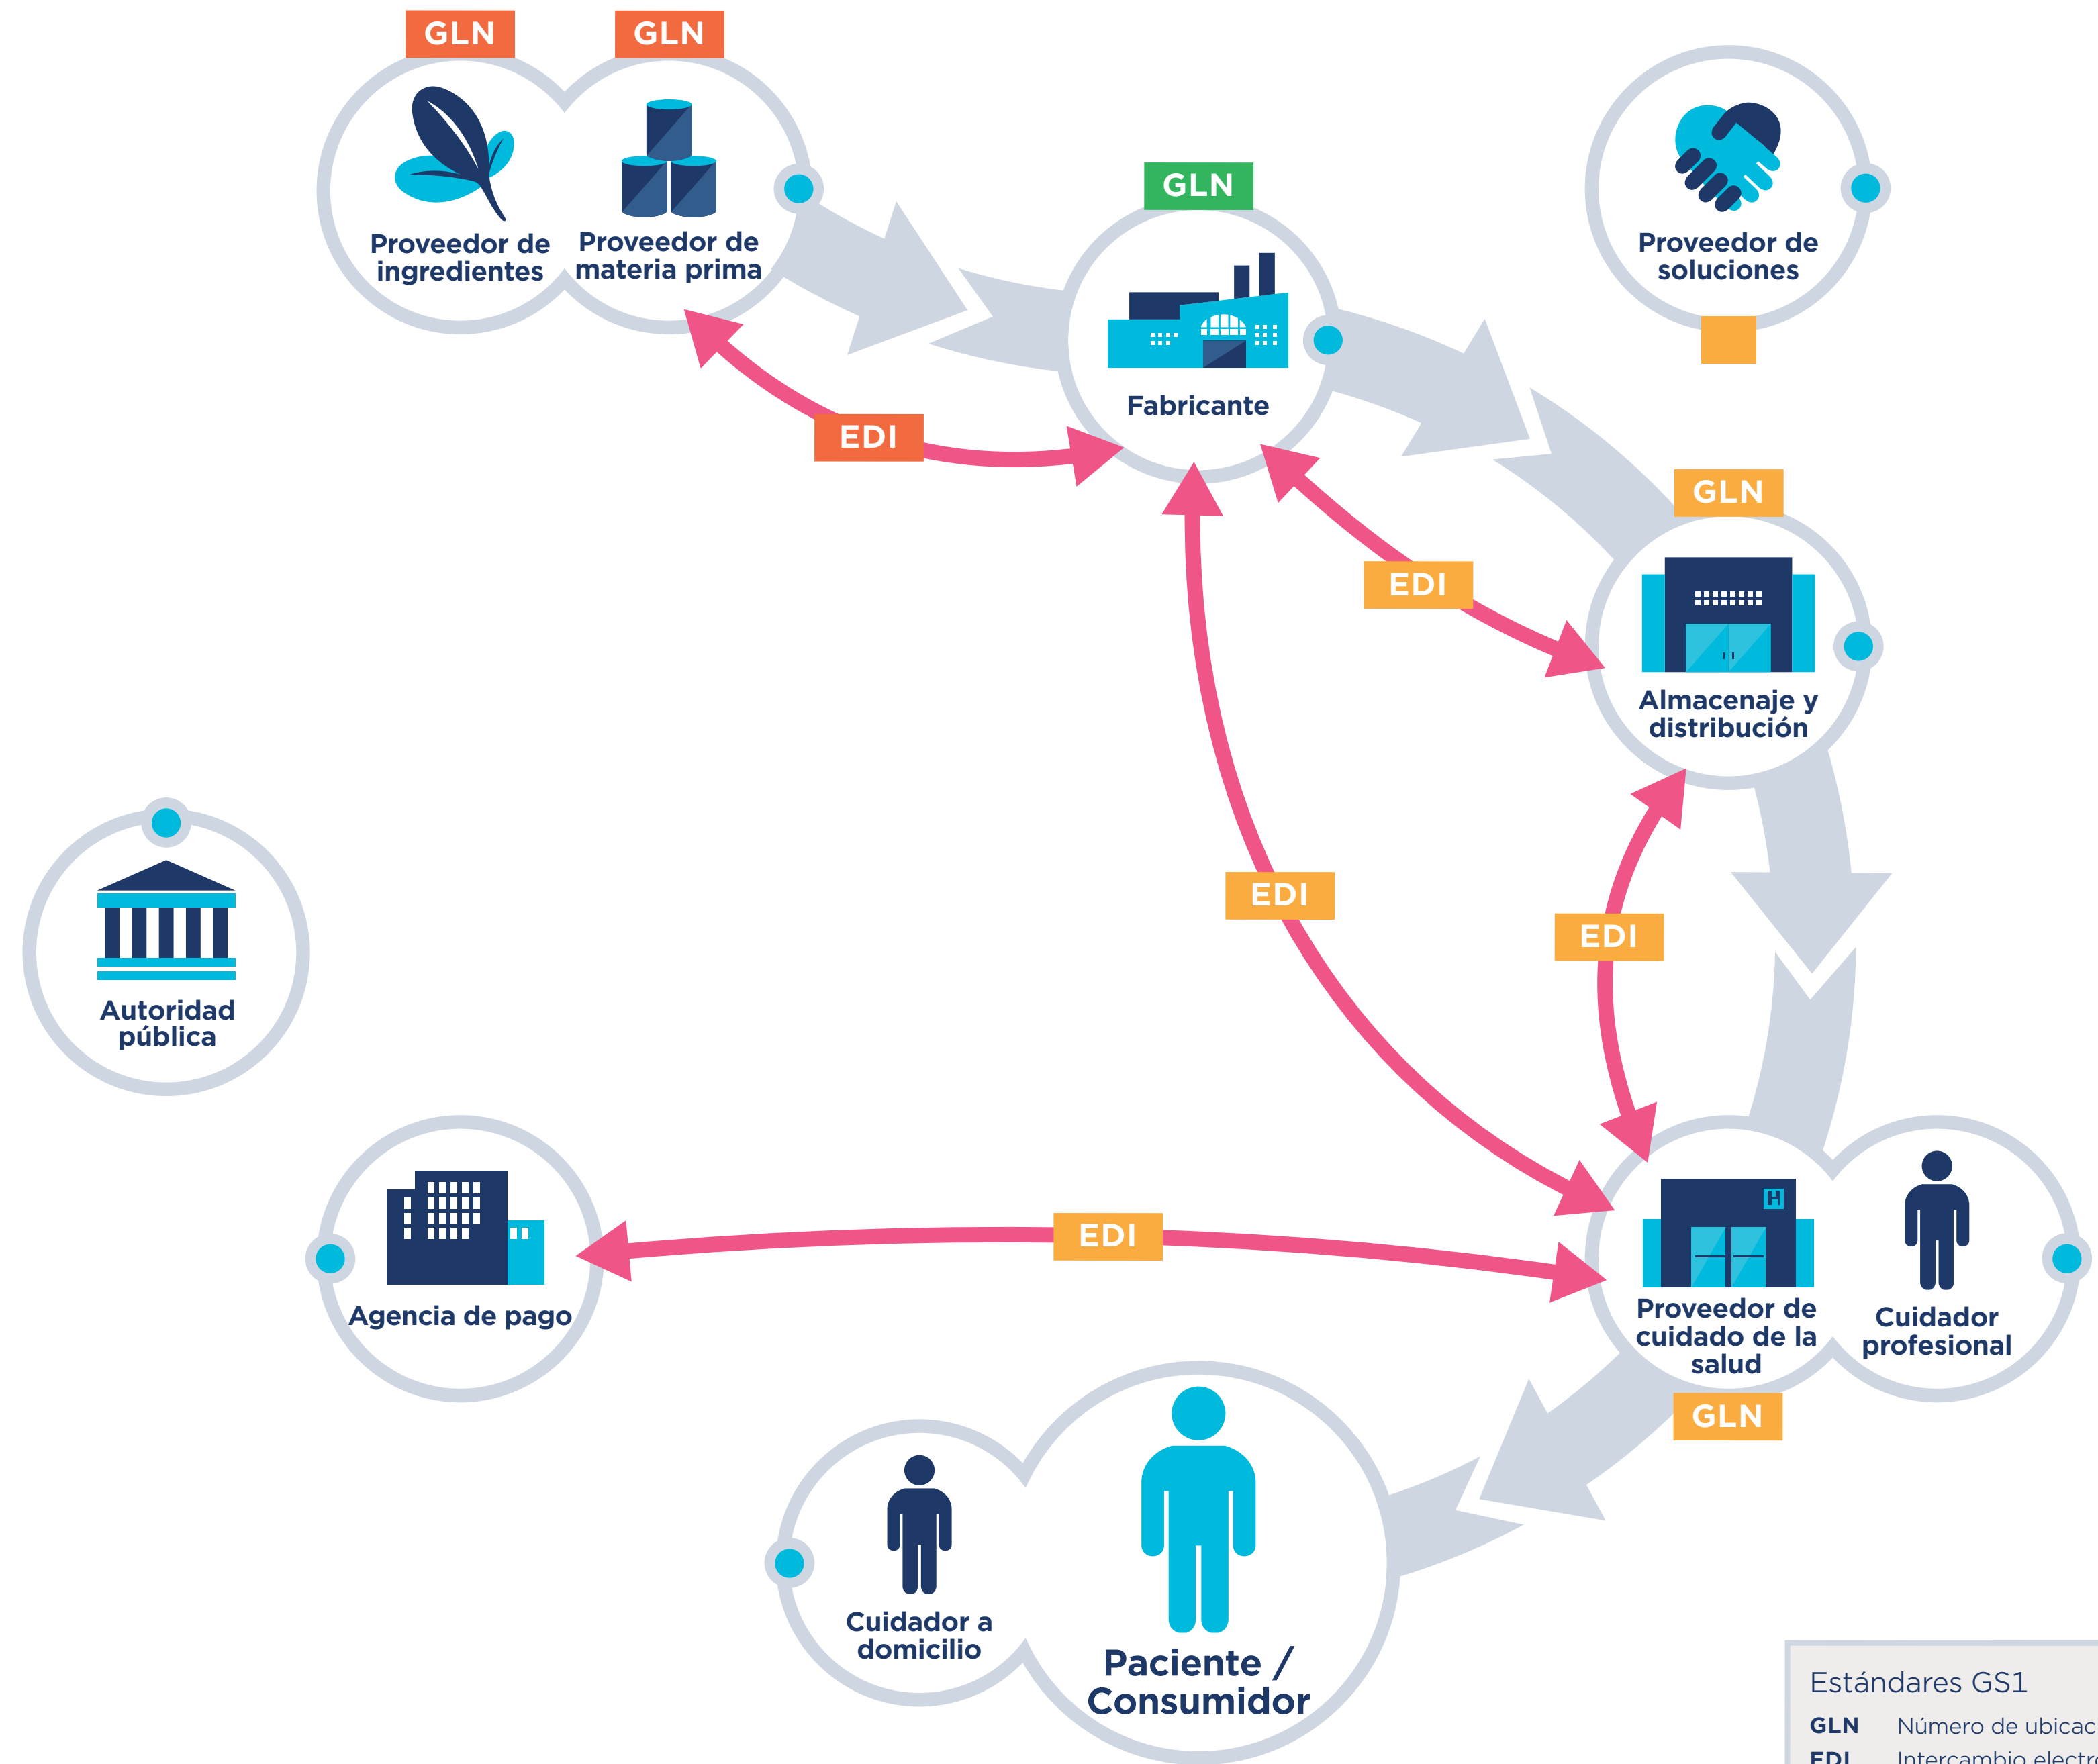 GLN
GLN
Proveedor de
ingredientes
Proveedor de
materia prima
GLN
Fabricante
Proveedor de
soluciones
EDI
GLN
EDI
Almacenaje y
distribución
EDI
EDI
Autoridad
pública
EDI
Agencia de pago
H
Proveedor de
cuidado de la
salud
Cuidador
profesional
GLN
Cuidador a
domicilio
Paciente /
Consumidor
Estándares GS1
GLN Número de
EDI Intercambio